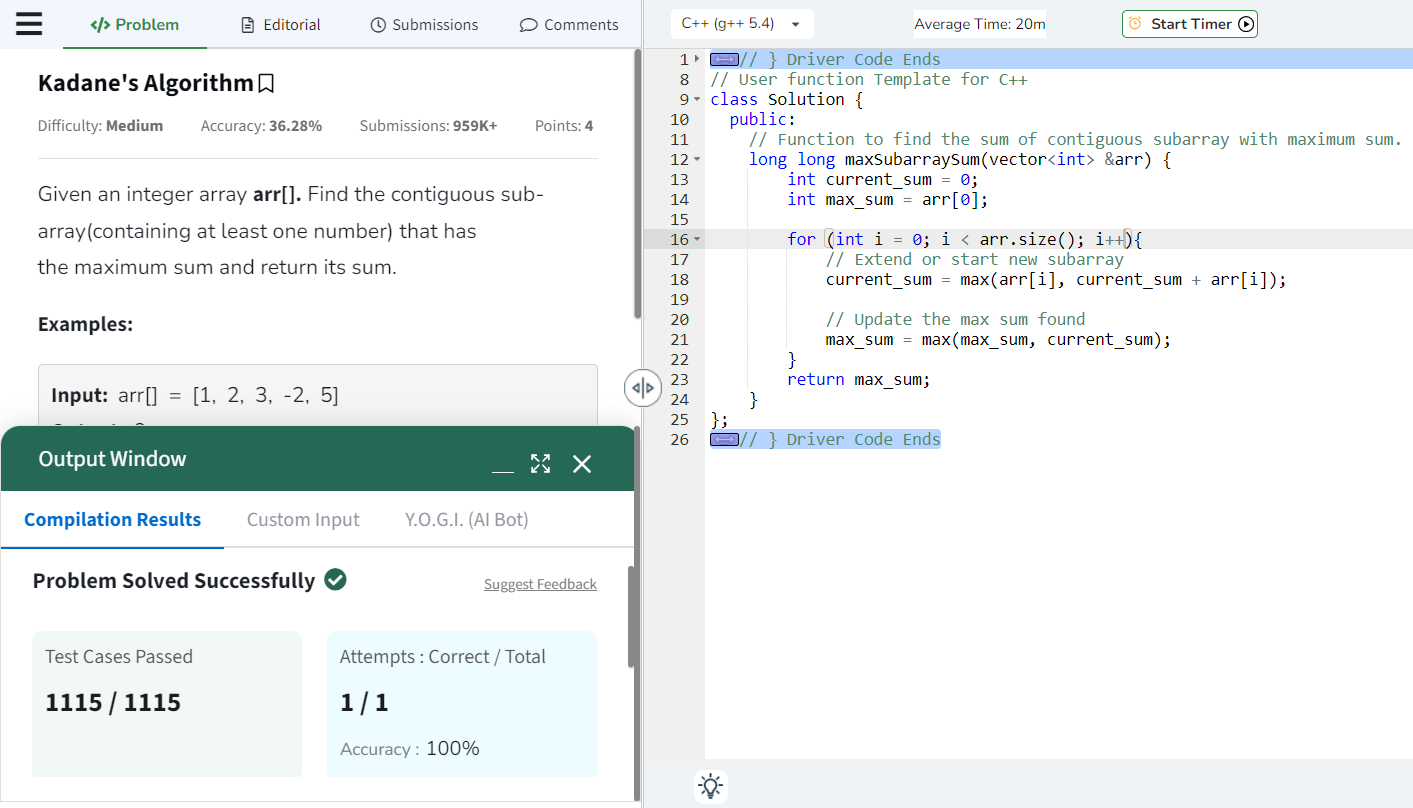 </> Problem
Editorial
Submissions
Comments
Kadane's Algorithm
Difficulty: Medium Accuracy: 36.28% Submissions: 959K+ Points: 4
Given an integer array arr[]. Find the contiguous sub-
array(containing at least one number) that has
the maximum sum and return its sum.
Examples:
Input: arr[] = [1, 2, 3, -2, 5]
Output Window
Compilation Results Custom Input Y.O.G.I. (AI Bot)
Problem Solved Successfully
Suggest Feedback
Test Cases Passed
1115 / 1115
Attempts : Correct / Total
1 / 1
Accuracy : 100%
C++ (g++ 5.4)
Average Time: 20m
Start Timer
1 // } Driver Code Ends
8 // User function Template for C++
9 class Solution {
10 public:
11 // Function to find the sum of contiguous subarray with maximum sum.
12 long long maxSubarraySum(vector<int> &arr) {
13 int current_sum = 0;
14 int max_sum = arr[0];
15
16 for (int i = 0; i < arr.size(); i++){
17 // Extend or start new subarray
18 current_sum = max(arr[i], current_sum + arr[i]);
19
20 // Update the max sum found
21 max_sum = max(max_sum, current_sum);
22 }
23 return max_sum;
24 }
25 };
26 // } Driver Code Ends